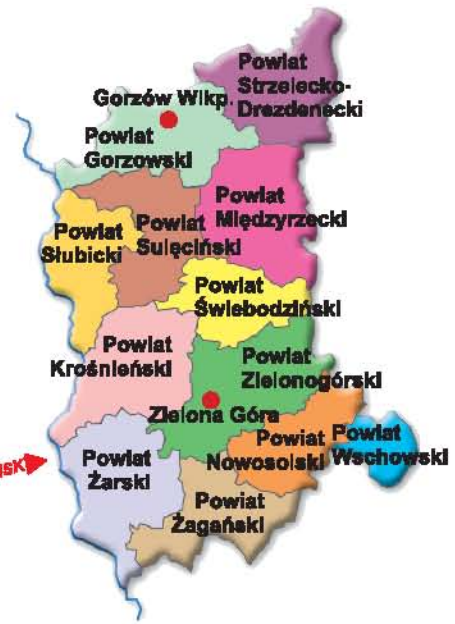 Powiat
Strzelecko-
Drezdenecki
Gorzów Wlkp.
Powiat
Gorzowski
Powiat
Międzyrzecki
Powiat
Sulęciński
Powiat
Słubicki
Powiat
Świebodziński
Powiat
Krośnieński
Powiat
Zielonogórski
Zielona Góra
Powiat
Nowosolski
Powiat
Wschowski
Powiat
Żarski
Powiat
Żagański